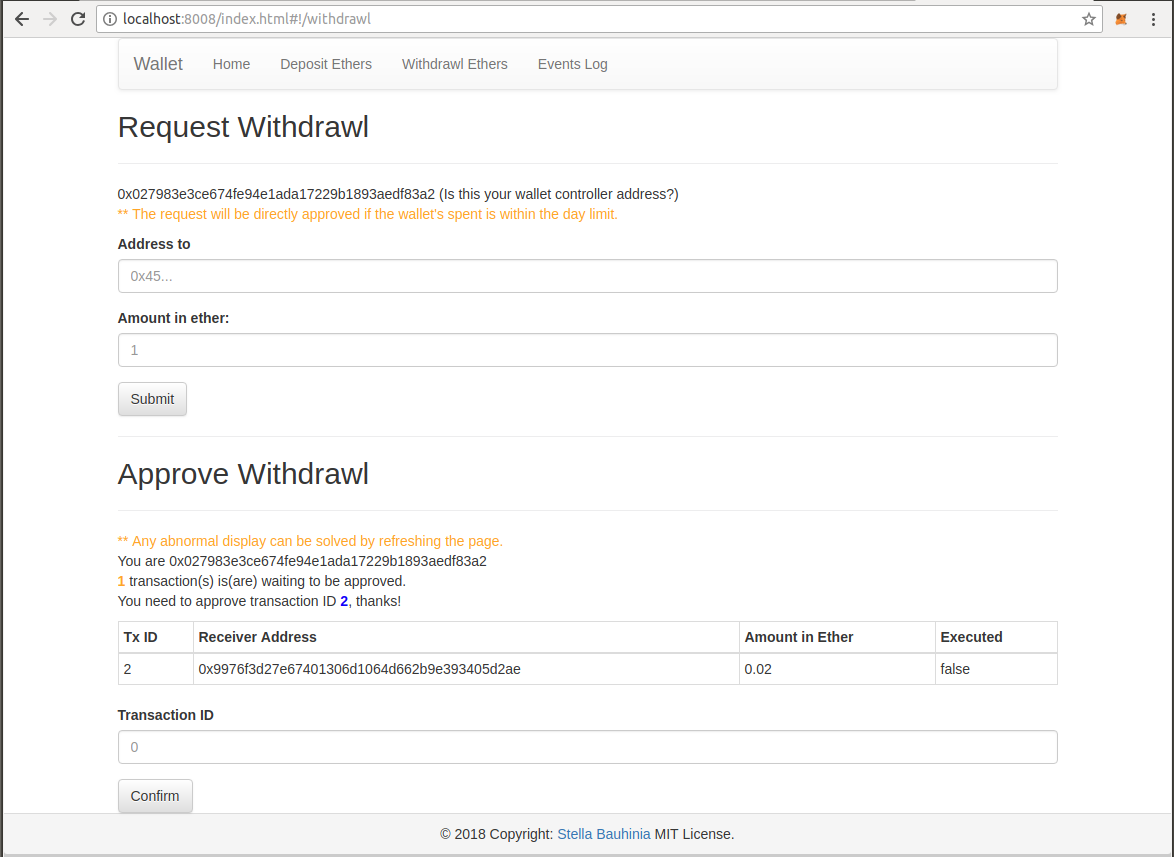 localhost:8008/index.html#!/withdrawl
Wallet Home Deposit Ethers Withdrawl Ethers Events Log
Request Withdrawl
0x027983e3ce674fe94e1ada17229b1893aedf83a2 (Is this your wallet controller address?)
** The request will be directly approved if the wallet's spent is within the day limit.
Address to
0x45...
Amount in ether:
1
Submit
Approve Withdrawl
** Any abnormal display can be solved by refreshing the page.
You are 0x027983e3ce674fe94e1ada17229b1893aedf83a2
1 transaction(s) is(are) waiting to be approved.
You need to approve transaction ID 2, thanks!
Tx ID Receiver Address Amount in Ether Executed
2 0x9976f3d27e67401306d1064d662b9e393405d2ae 0.02 false
Transaction ID
0
Confirm
© 2018 Copyright: Stella Bauhinia MIT License.